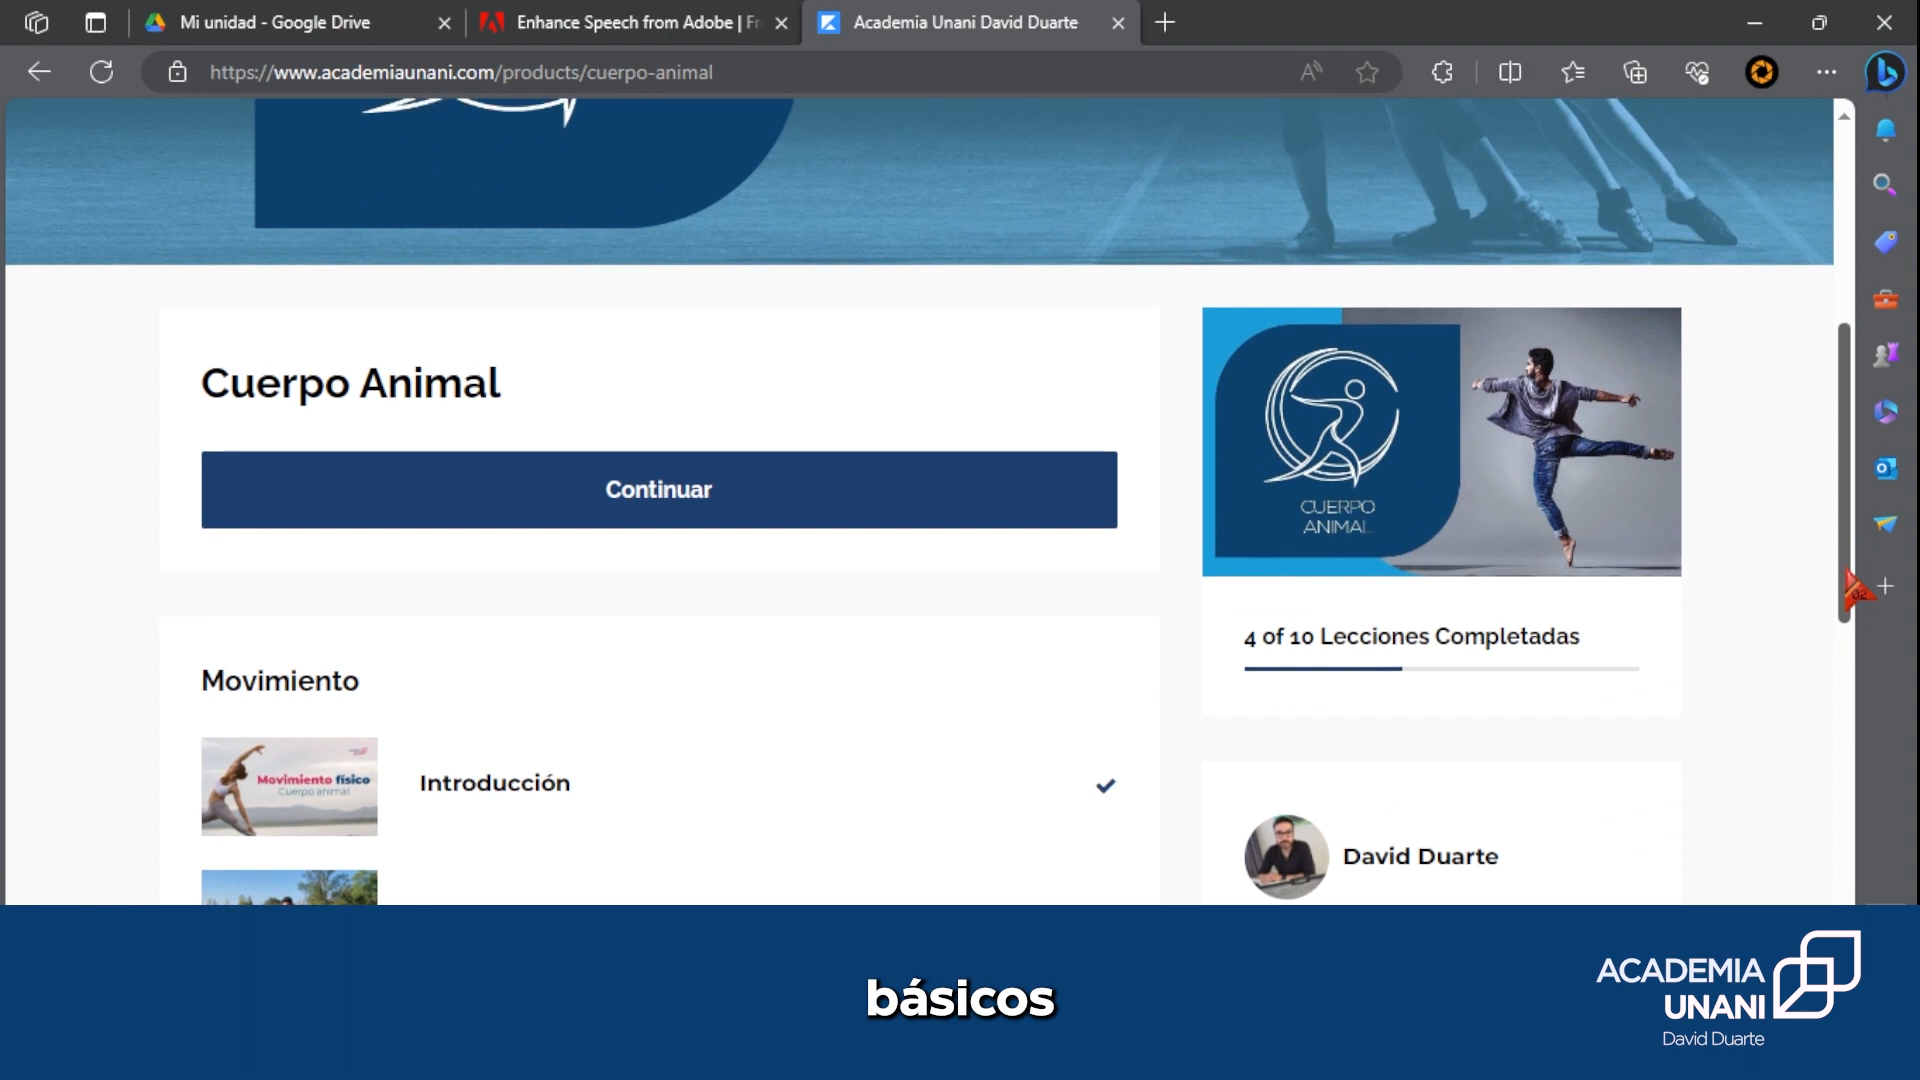 Mi unidad - Google Drive
Enhance Speech from Adobe | Fr
Academia Unani David Duarte
https://www.academiaunani.com/products/cuerpo-animal
Cuerpo Animal
Continuar
CUERPO
ANIMAL
4 of 10 Lecciones Completadas
Movimiento
Movimiento físico
Cuerpo animal
Introducción
David Duarte
02
básicos
ACADEMIA
UNANI
David Duarte